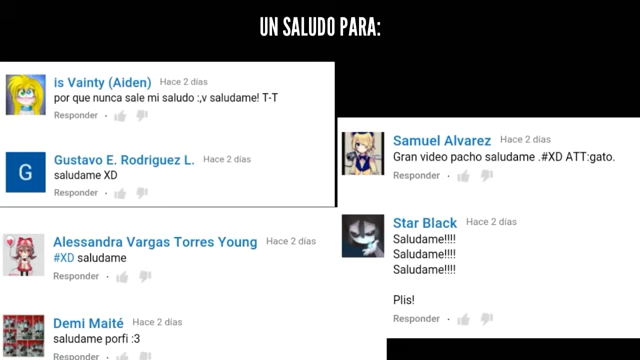 UN SALUDO PARA:
is Vainty (Aiden) Hace 2 días
por que nunca sale mi saludo :,v saludame! T-T
Responder ·
G
Gustavo E. Rodriguez L. Hace 2 días
saludame XD
Responder ·
Alessandra Vargas Torres Young Hace 2 días
#XD saludame
Responder ·
Demi Maité Hace 2 días
saludame porfi :3
Responder ·
Samuel Alvarez Hace 2 días
Gran video pacho saludame .#XD ATT:gato.
Responder ·
Star Black Hace 2 días
Saludame!!!!
Saludame!!!!
Saludame!!!!
Plis!
Responder ·